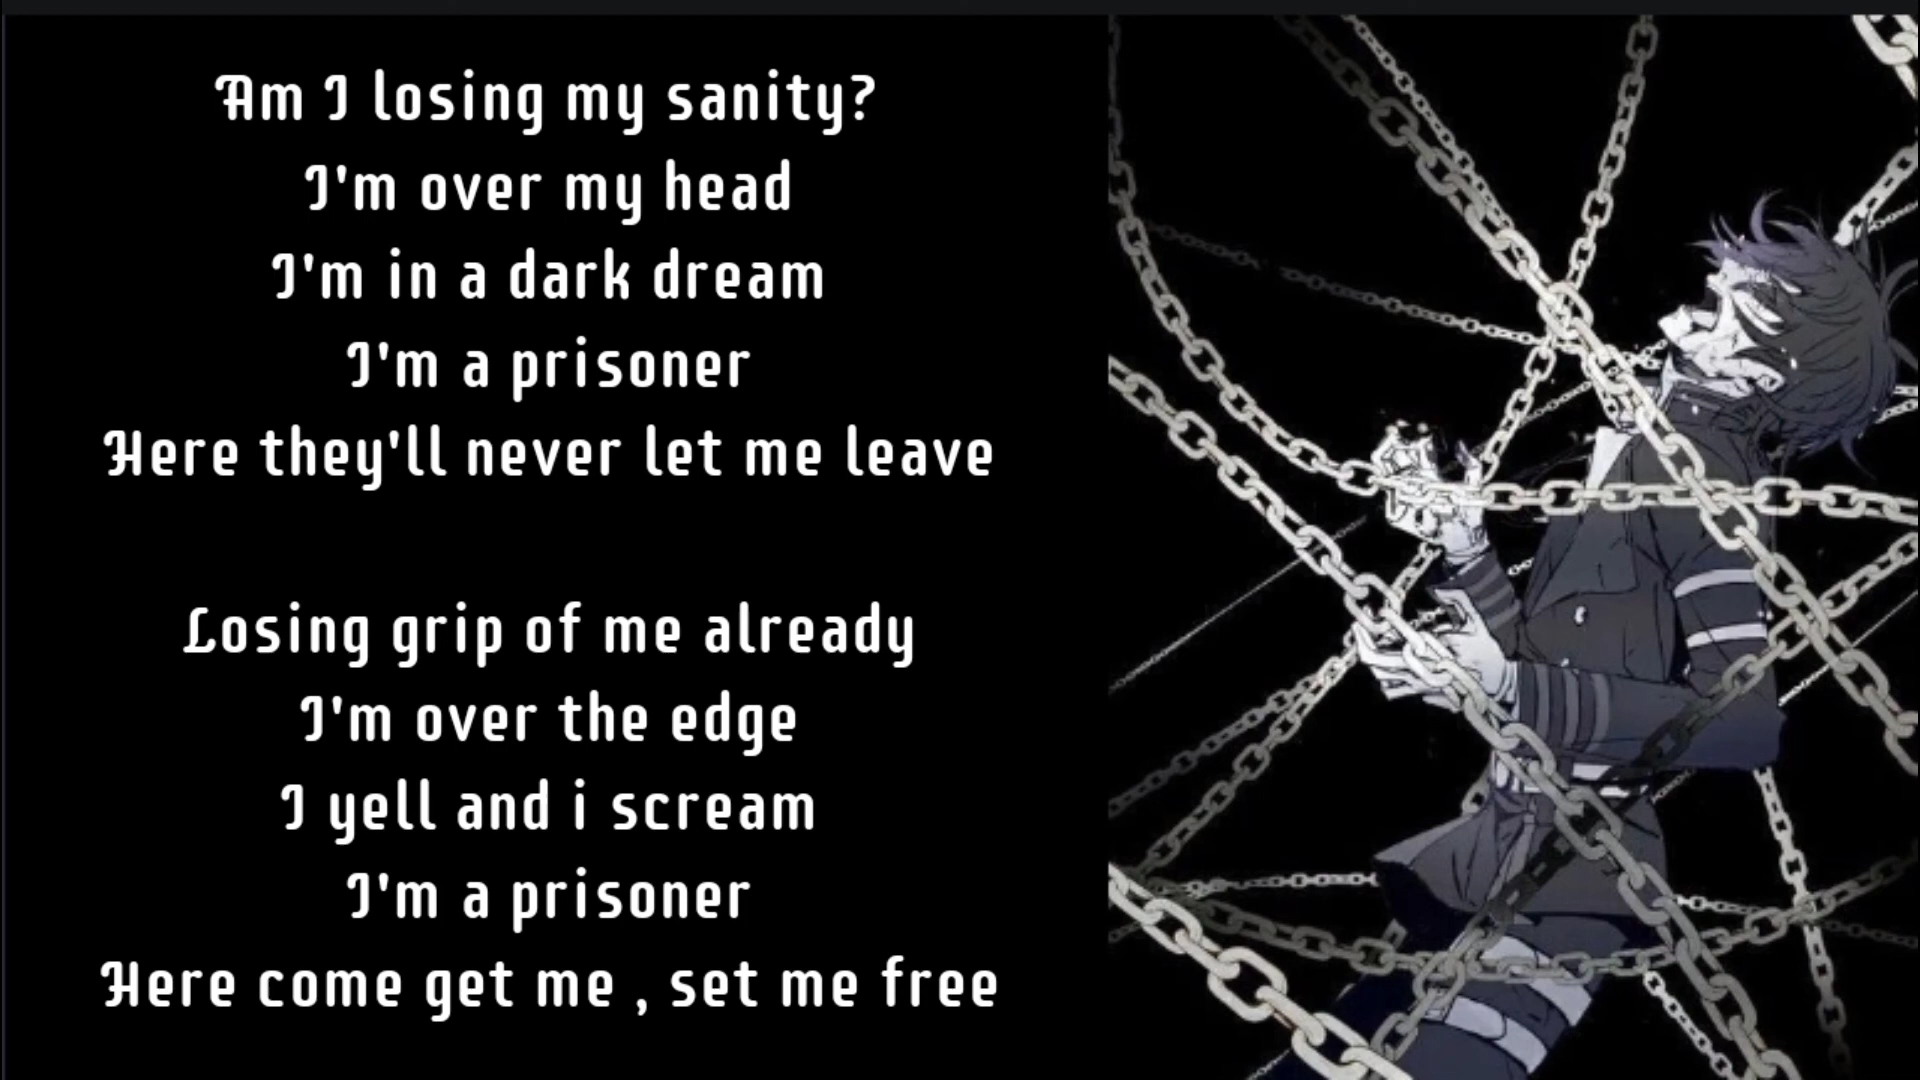 Am I losing my sanity?
I'm over my head
I'm in a dark dream
I'm a prisoner
Here they'll never let me leave
Losing grip of me already
I'm over the edge
I yell and i scream
I'm a prisoner
Here come get me , set me free